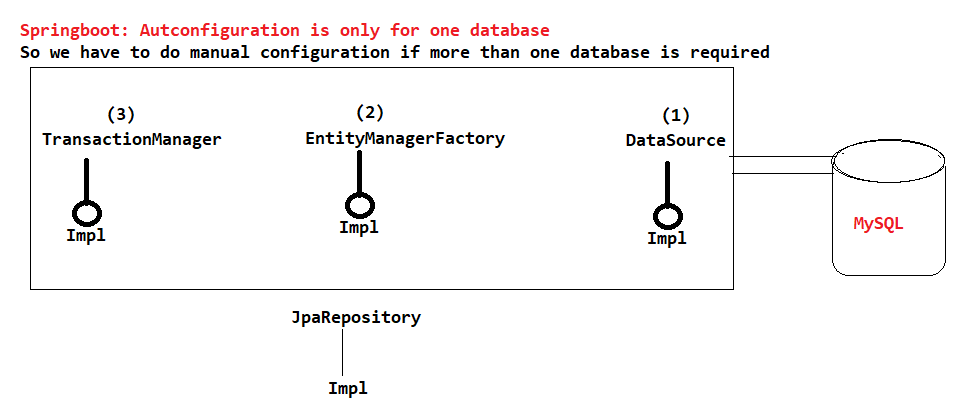 Springboot: Autconfiguration is only for one database
So we have to do manual configuration if more than one database is required
(3)
TransactionManager
Impl
(2)
EntityManagerFactory
Impl
(1)
DataSource
Impl
MySQL
JpaRepository
Impl